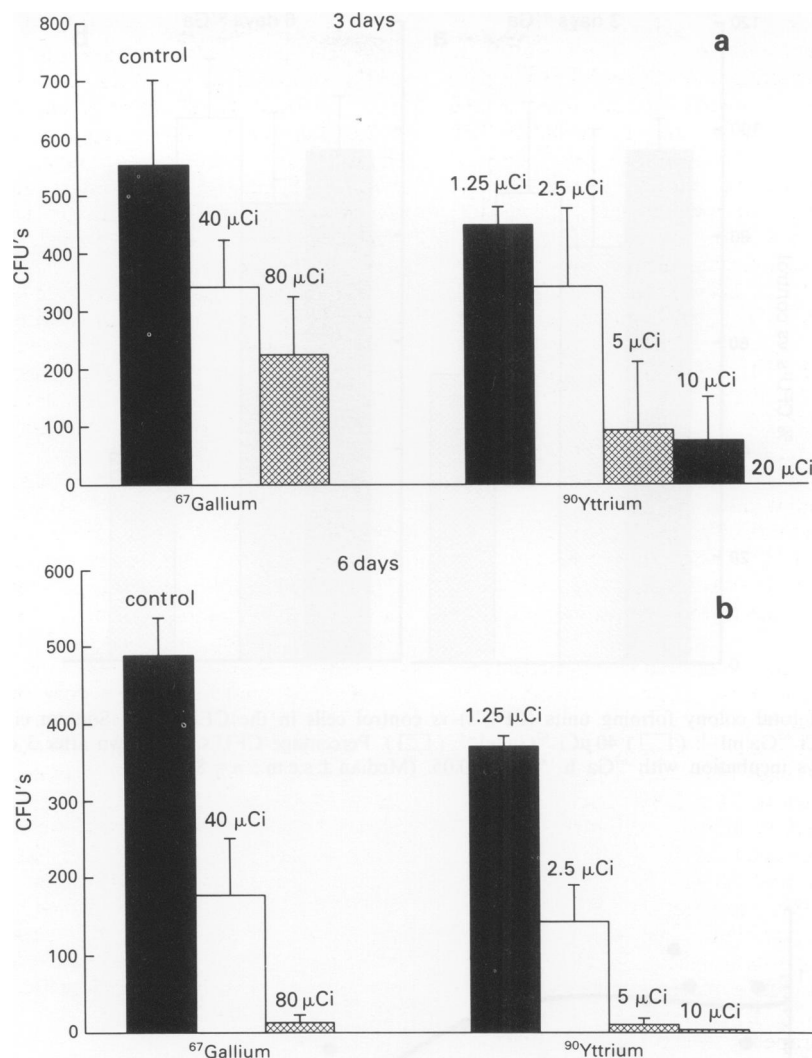 3 days
a
800
700
600
500
400
300
200
100
0
CFU's
control
40 μCi
80 μCi
1.25 μCi
2.5 μCi
5 μCi
10 μCi
20 μCi
⁶⁷Gallium
⁹⁰Yttrium
6 days
b
600
500
400
300
200
100
0
CFU's
control
40 μCi
80 μCi
1.25 μCi
2.5 μCi
5 μCi
10 μCi
⁶⁷Gallium
⁹⁰Yttrium